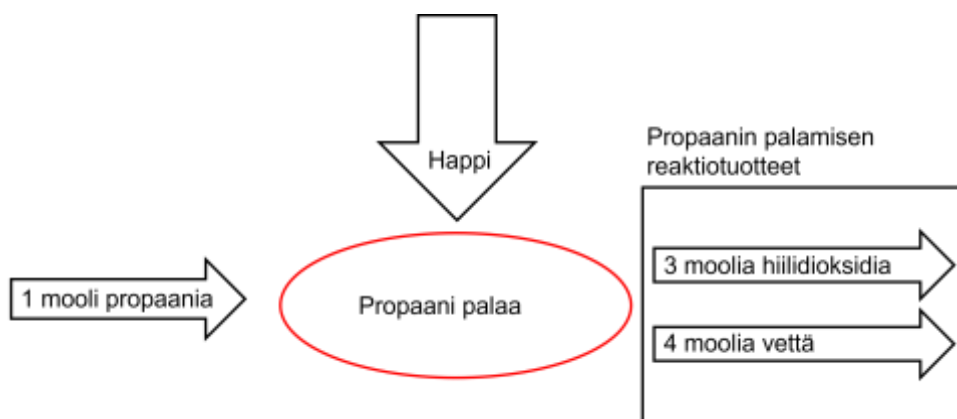 Happi
Propaanin palamisen
reaktiotuotteet
1 mooli propaania
Propaani palaa
3 moolia hiilidioksidia
4 moolia vettä